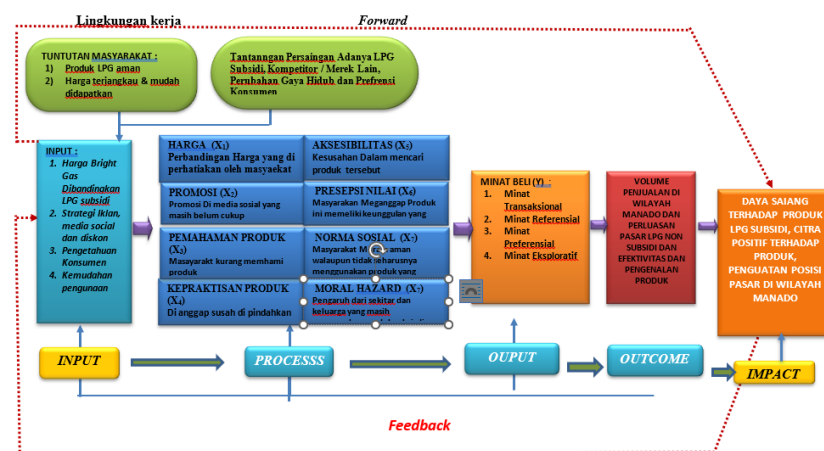 Lingkungan kerja
Forward
TUNTUTAN MASYARAKAT :
1) Produk LPG aman
2) Harga terjangkau & mudah
didapatkan
Tantanngan Persaingan Adanya LPG
Subsidi, Kompetitor / Merek Lain,
Perubahan Gaya Hidub dan Prefrensi
Konsumen
INPUT :
1. Harga Bright
Gas
Dibandingkan
LPG subsidi
2. Strategi Iklan,
media social
dan diskon
3. Pengetahuan
Konsumen
4. Kemudahan
pengunaan
HARGA (X₁)
Perbandingan Harga yang di
perhatiakan oleh masyaekat
PROMOSI (X₂)
Promosi Di media sosial yang
masih belum cukup
PEMAHAMAN PRODUK
(X₃)
Masayarakt kurang memhami
produk
KEPRAKTISAN PRODUK
(X₄)
Di anggap susah di pindahkan
AKSESIBILITAS (X₅)
Kesusahan Dalam mencari
produk tersebut
PRESEPSI NILAI (X₆)
Masyarakan Meganggap Produk
ini memeliki keunggulan yang
NORMA SOSIAL (X₇)
Masyarakat M aman
walaupun tidak seharusnya
menggunakan produk yang
MORAL HAZARD (X₇)
Pengaruh dari sekitar dan
keluarga yang masih
MINAT BELI (Y) :
1. Minat
Transaksional
2. Minat Referensial
3. Minat
Preferensial
4. Minat Eksploratif
VOLUME
PENJUALAN DI
WILAYAH
MANADO DAN
PERLUASAN
PASAR LPG NON
SUBSIDI DAN
EFEKTIVITAS DAN
PENGENALAN
PRODUK
DAYA SAIANG
TERHADAP PRODUK
LPG SUBSIDI, CITRA
POSITIF TERHADAP
PRODUK,
PENGUATAN POSISI
PASAR DI WILAYAH
MANADO
INPUT
PROCESSS
OUPUT
OUTCOME
IMPACT
Feedback